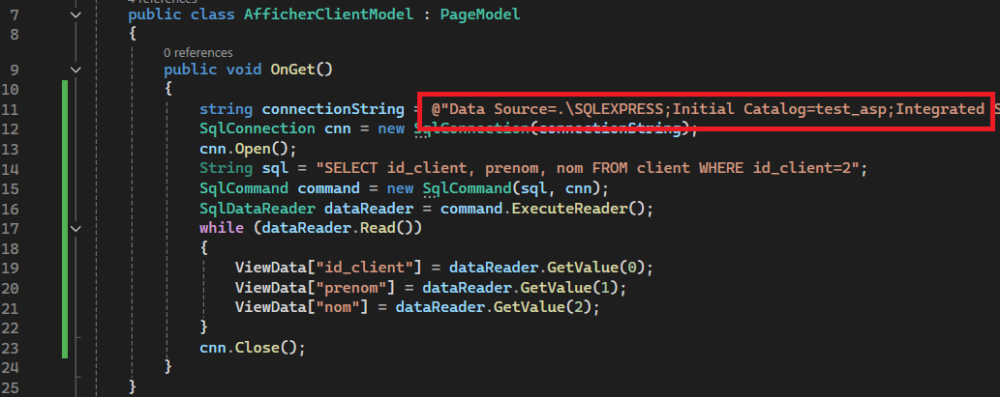 4 references
7 public class AfficherClientModel : PageModel
8 {
0 references
9 public void OnGet()
10 {
11 string connectionString = @"Data Source=.\SQLEXPRESS;Initial Catalog=test_asp;Integrated S
12 SqlConnection cnn = new SqlConnection(connectionString);
13 cnn.Open();
14 String sql = "SELECT id_client, prenom, nom FROM client WHERE id_client=2";
15 SqlCommand command = new SqlCommand(sql, cnn);
16 SqlDataReader dataReader = command.ExecuteReader();
17 while (dataReader.Read())
18 {
19 ViewData["id_client"] = dataReader.GetValue(0);
20 ViewData["prenom"] = dataReader.GetValue(1);
21 ViewData["nom"] = dataReader.GetValue(2);
22 }
23 cnn.Close();
24 }
25 }